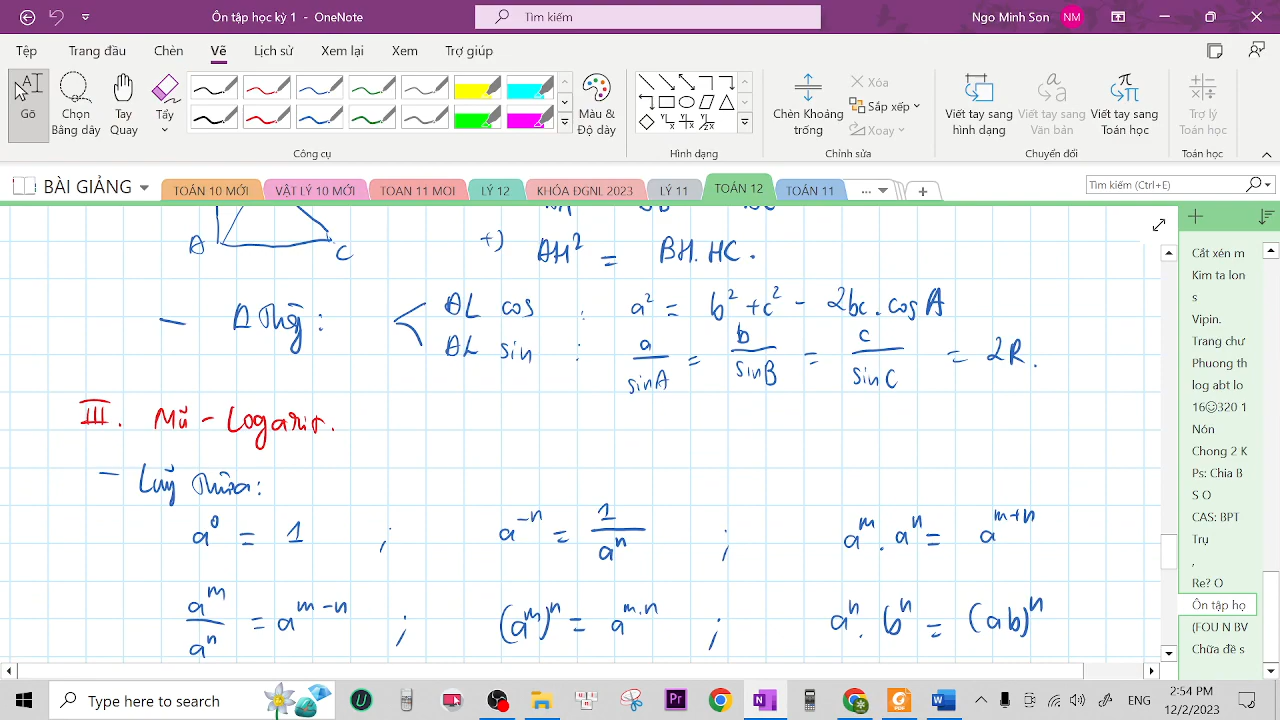 Ôn tập học kỳ 1 - OneNote
Tìm kiếm
Ngo Minh Son
NM
Tệp Trang đầu Chèn Vẽ Lịch sử Xem lại Xem Trợ giúp
Gõ
Chọn Bằng dây
Tay Quay
Tẩy
Màu & Độ dày
Chèn Khoảng trống
Xóa
Sắp xếp
Xoay
Viết tay sang hình dạng
Viết tay sang Văn bản
Viết tay sang Toán học
Tự lý Toán học
Công cụ
Hình dạng
Chỉnh sửa
Chuyển đổi
Toán học
BÀI GIẢNG
TOÁN 10 MỚI
VẬT LÝ 10 MỚI
TOAN 11 MOI
LÝ 12
KHÓA ĐGNL 2023
LÝ 11
TOÁN 12
TOÁN 11
...
Tìm kiếm (Ctrl+E)
A
C
+) AH² = BH.HC.
- Δ Thg: < ĐL cos : a² = b² + c² - 2bc.cosA
ĐL sin : a/sinA = b/sinB = c/sinC = 2R.
III. Mũ - Logarit.
- Luỹ Thừa:
a⁰ = 1 ; a⁻ⁿ = 1/aⁿ ; aᵐ.aⁿ = aᵐ⁺ⁿ
aᵐ/aⁿ = aᵐ⁻ⁿ ; (aᵐ)ⁿ = aᵐ·ⁿ ; aⁿ.bⁿ = (ab)ⁿ
Cắt xén m
Kim ta lon
s
Vipin.
Trang chư
Phuong th
log abt lo
16☺320 1
Nón
Chong 2 K
Ps: Chia B
S O
CAS: BPT
Trụ
,
Re? O
Ôn tập họ
(FOU N BV
Chữa đề s
Type here to search
ENG
2:54 PM
12/2/2023